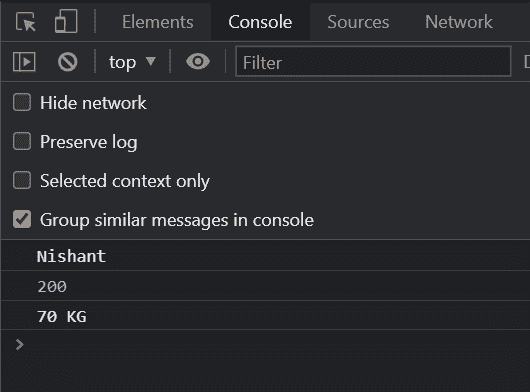 Elements Console Sources Network
top ▼ Filter
Hide network
Preserve log
Selected context only
Group similar messages in console
Nishant
200
70 KG
>